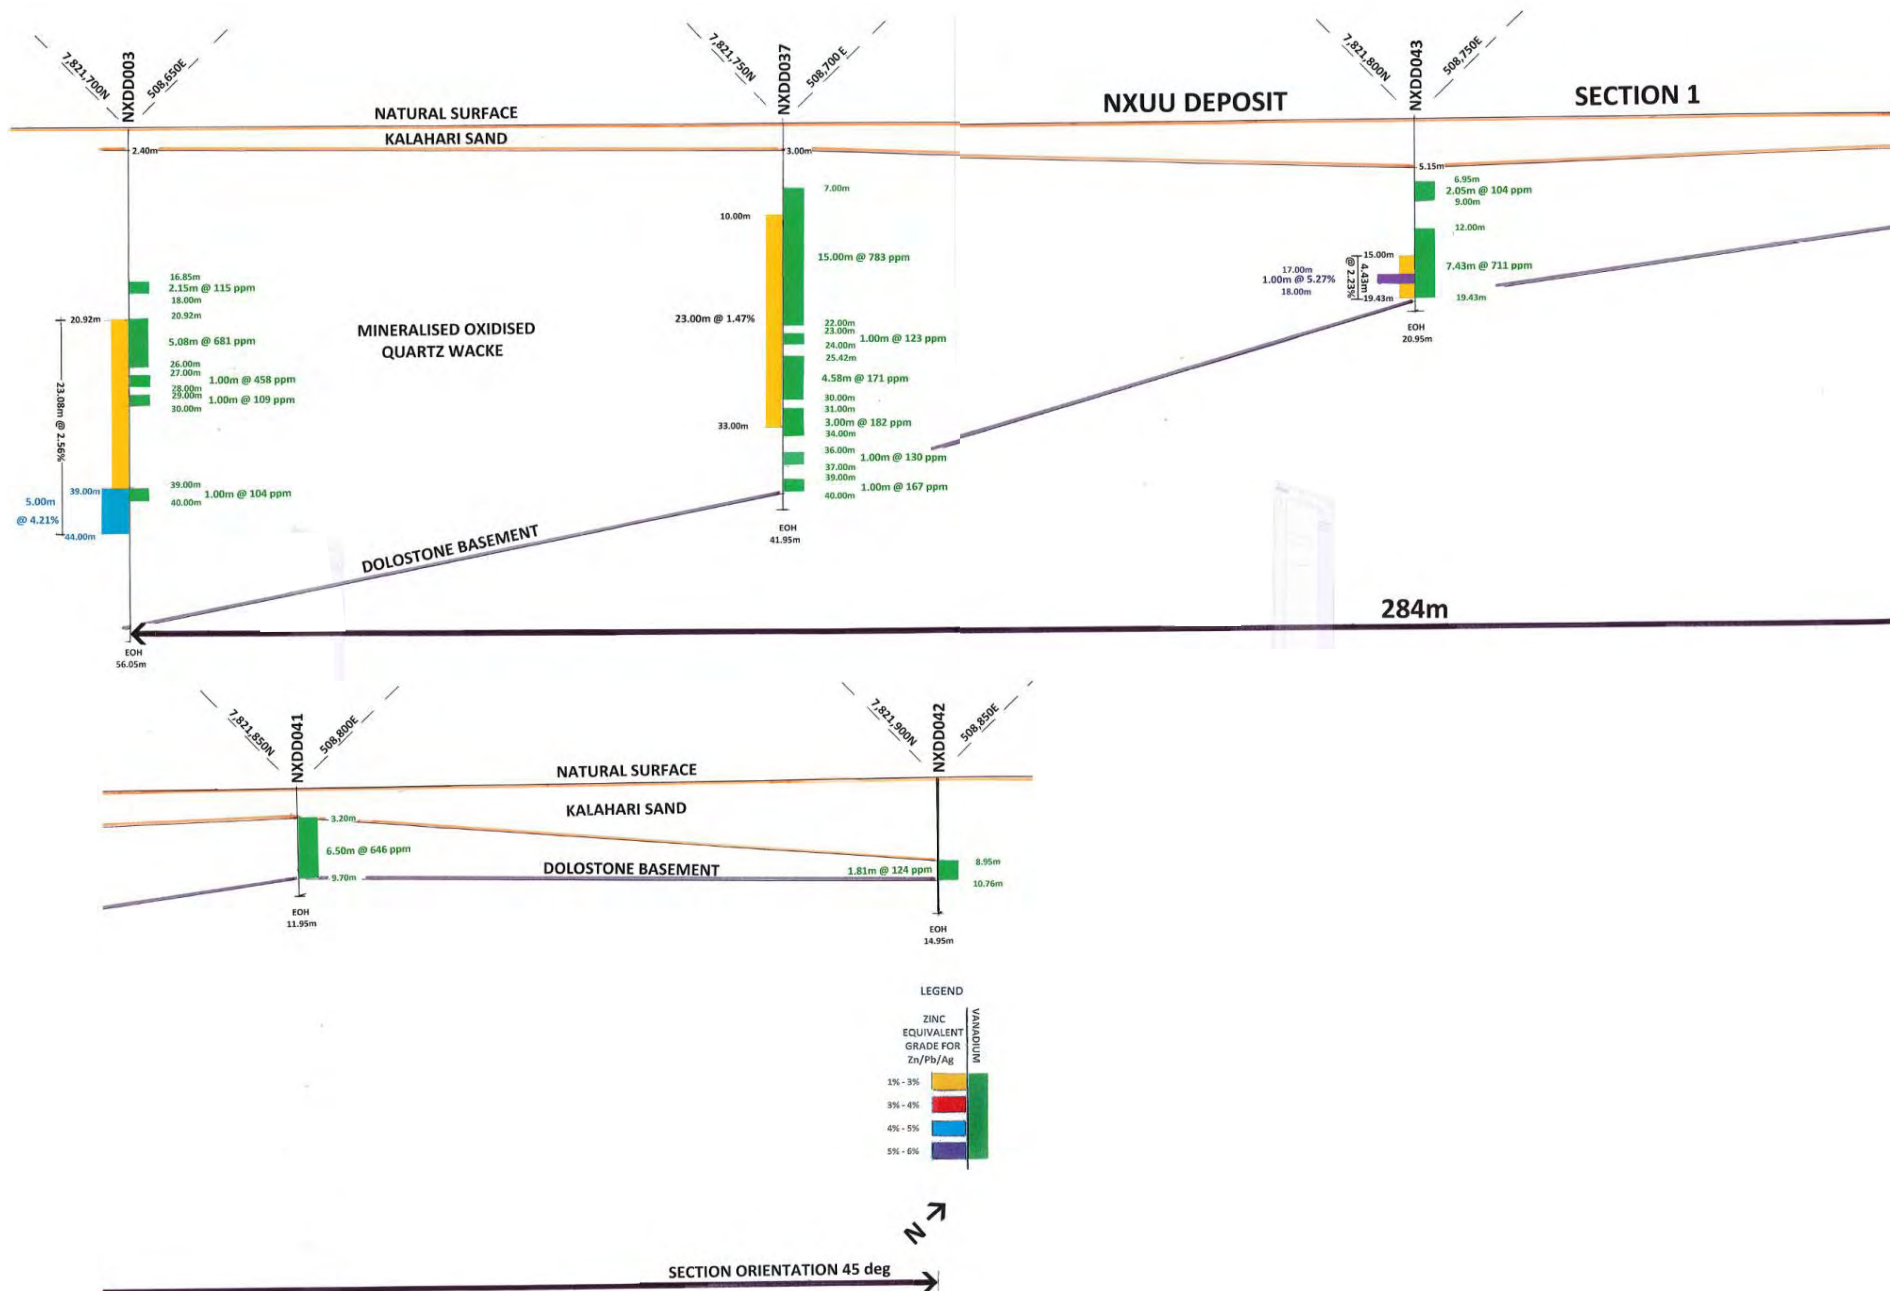 7,821,700N
NXDD003
508,650E
7,821,750N
NXDD037
508,700 E
7,821,800N
NXDD043
508,750E
NXUU DEPOSIT
SECTION 1
NATURAL SURFACE
KALAHARI SAND
2.40m
16.85m
2.15m @ 115 ppm
18.00m
20.92m
20.92m
5.08m @ 681 ppm
26.00m
27.00m
1.00m @ 458 ppm
28.00m
29.00m
1.00m @ 109 ppm
30.00m
23.08m @ 2.56%
39.00m
39.00m
1.00m @ 104 ppm
40.00m
5.00m
@ 4.21%
44.00m
EOH
56.05m
MINERALISED OXIDISED
QUARTZ WACKE
DOLOSTONE BASEMENT
3.00m
7.00m
10.00m
15.00m @ 783 ppm
23.00m @ 1.47%
22.00m
23.00m
1.00m @ 123 ppm
24.00m
25.42m
4.58m @ 171 ppm
30.00m
31.00m
3.00m @ 182 ppm
33.00m
34.00m
36.00m
1.00m @ 130 ppm
37.00m
39.00m
1.00m @ 167 ppm
40.00m
EOH
41.95m
5.15m
6.95m
2.05m @ 104 ppm
9.00m
12.00m
15.00m
4.43m
@ 2.23%
17.00m
1.00m @ 5.27%
18.00m
7.43m @ 711 ppm
19.43m
19.43m
EOH
20.95m
284m
7,821,850N
NXDD041
508,800E
7,821,900N
NXDD042
508,850E
NATURAL SURFACE
KALAHARI SAND
3.20m
6.50m @ 646 ppm
9.70m
DOLOSTONE BASEMENT
8.95m
1.81m @ 124 ppm
10.76m
EOH
11.95m
EOH
14.95m
LEGEND
ZINC
EQUIVALENT
GRADE FOR
Zn/Pb/Ag
VANADIUM
1% - 3%
3% - 4%
4% - 5%
5% - 6%
N
SECTION ORIENTATION 45 deg